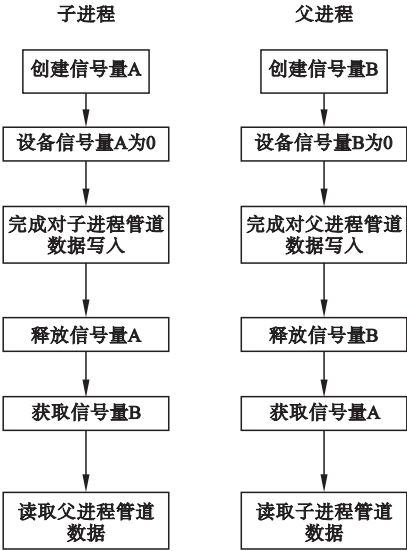 子进程
父进程
创建信号量A
创建信号量B
设备信号量A为0
设备信号量B为0
完成对子进程管道
数据写入
完成对父进程管道
数据写入
释放信号量A
释放信号量B
获取信号量B
获取信号量A
读取父进程管道
数据
读取子进程管道
数据